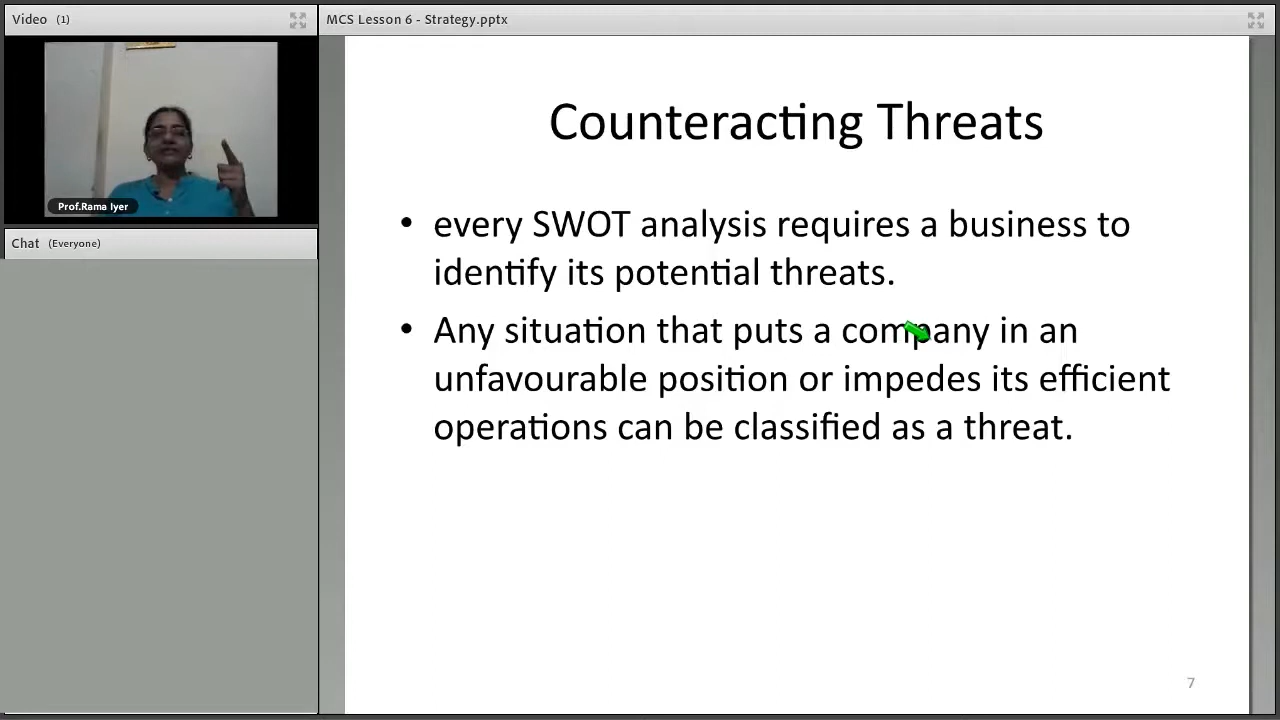 Video (1)
MCS Lesson 6 - Strategy.pptx
Prof.Rama Iyer
Chat (Everyone)
Counteracting Threats
• every SWOT analysis requires a business to
identify its potential threats.
• Any situation that puts a company in an
unfavourable position or impedes its efficient
operations can be classified as a threat.
7